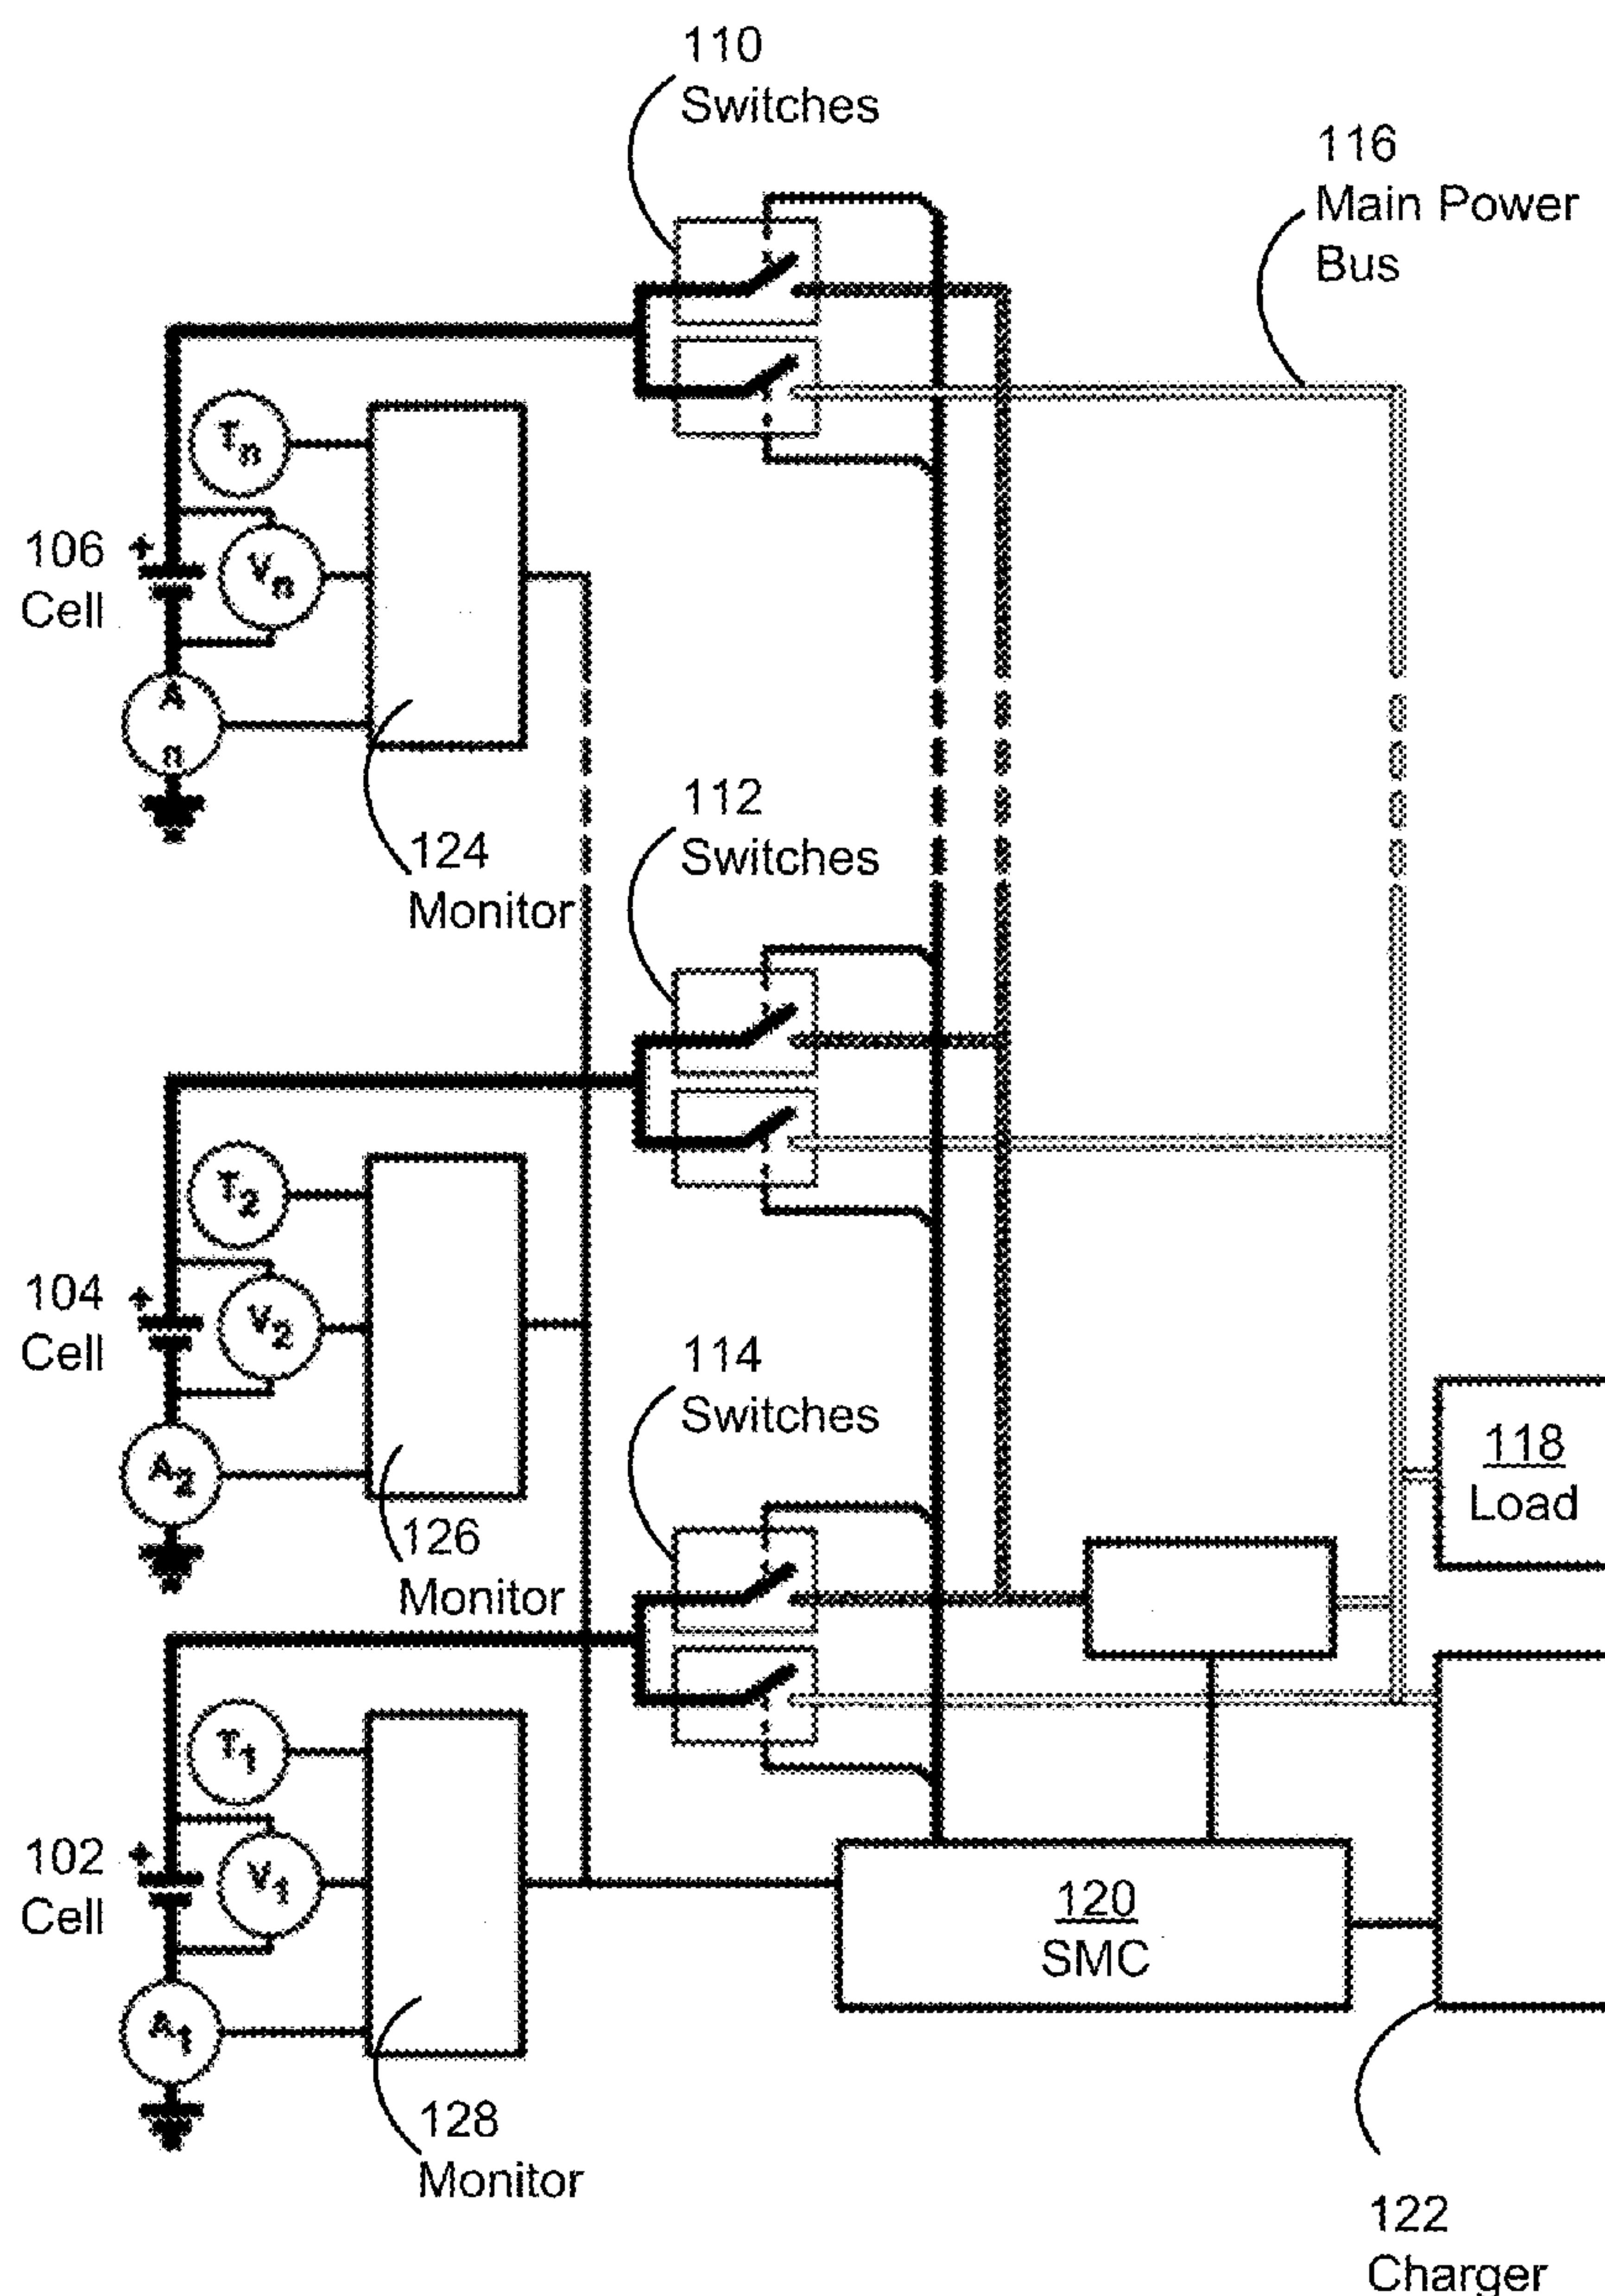 110
Switches
116
Main Power
Bus
Tn
106
Cell
+
Vn
A
n
124
Monitor
112
Switches
T2
104
Cell
+
V2
A2
126
Monitor
114
Switches
118
Load
T1
102
Cell
+
V1
A1
128
Monitor
120
SMC
122
Charger